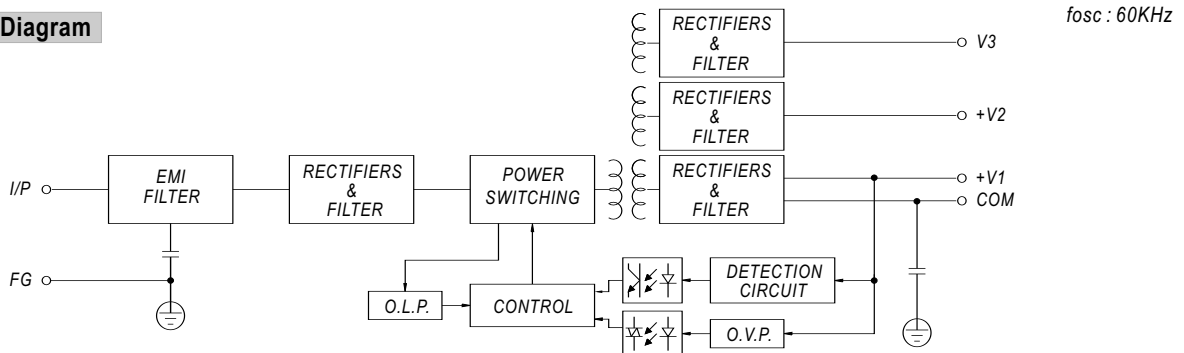 Diagram
fosc : 60KHz
RECTIFIERS
&
FILTER
V3
RECTIFIERS
&
FILTER
+V2
I/P
EMI
FILTER
RECTIFIERS
&
FILTER
POWER
SWITCHING
RECTIFIERS
&
FILTER
+V1
COM
FG
O.L.P.
CONTROL
DETECTION
CIRCUIT
O.V.P.